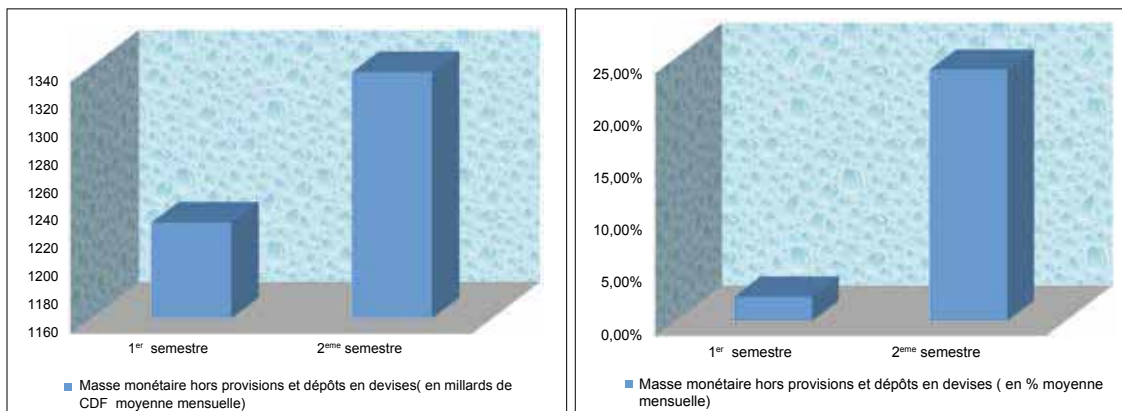 1340
1320
1300
1280
1260
1240
1220
1200
1180
1160
1er semestre
2eme semestre
Masse monétaire hors provisions et dépôts en devises( en millards de
CDF moyenne mensuelle)
25,00%
20,00%
15,00%
10,00%
5,00%
0,00%
1er semestre
2eme semestre
Masse monétaire hors provisions et dépôts en devises ( en % moyenne
mensuelle)